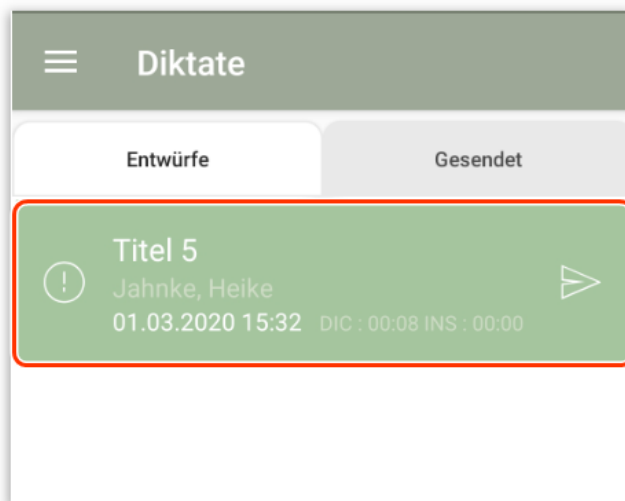 Diktate
Entwürfe Gesendet
Titel 5
Jahnke, Heike
01.03.2020 15:32 DIC : 00:08 INS : 00:00